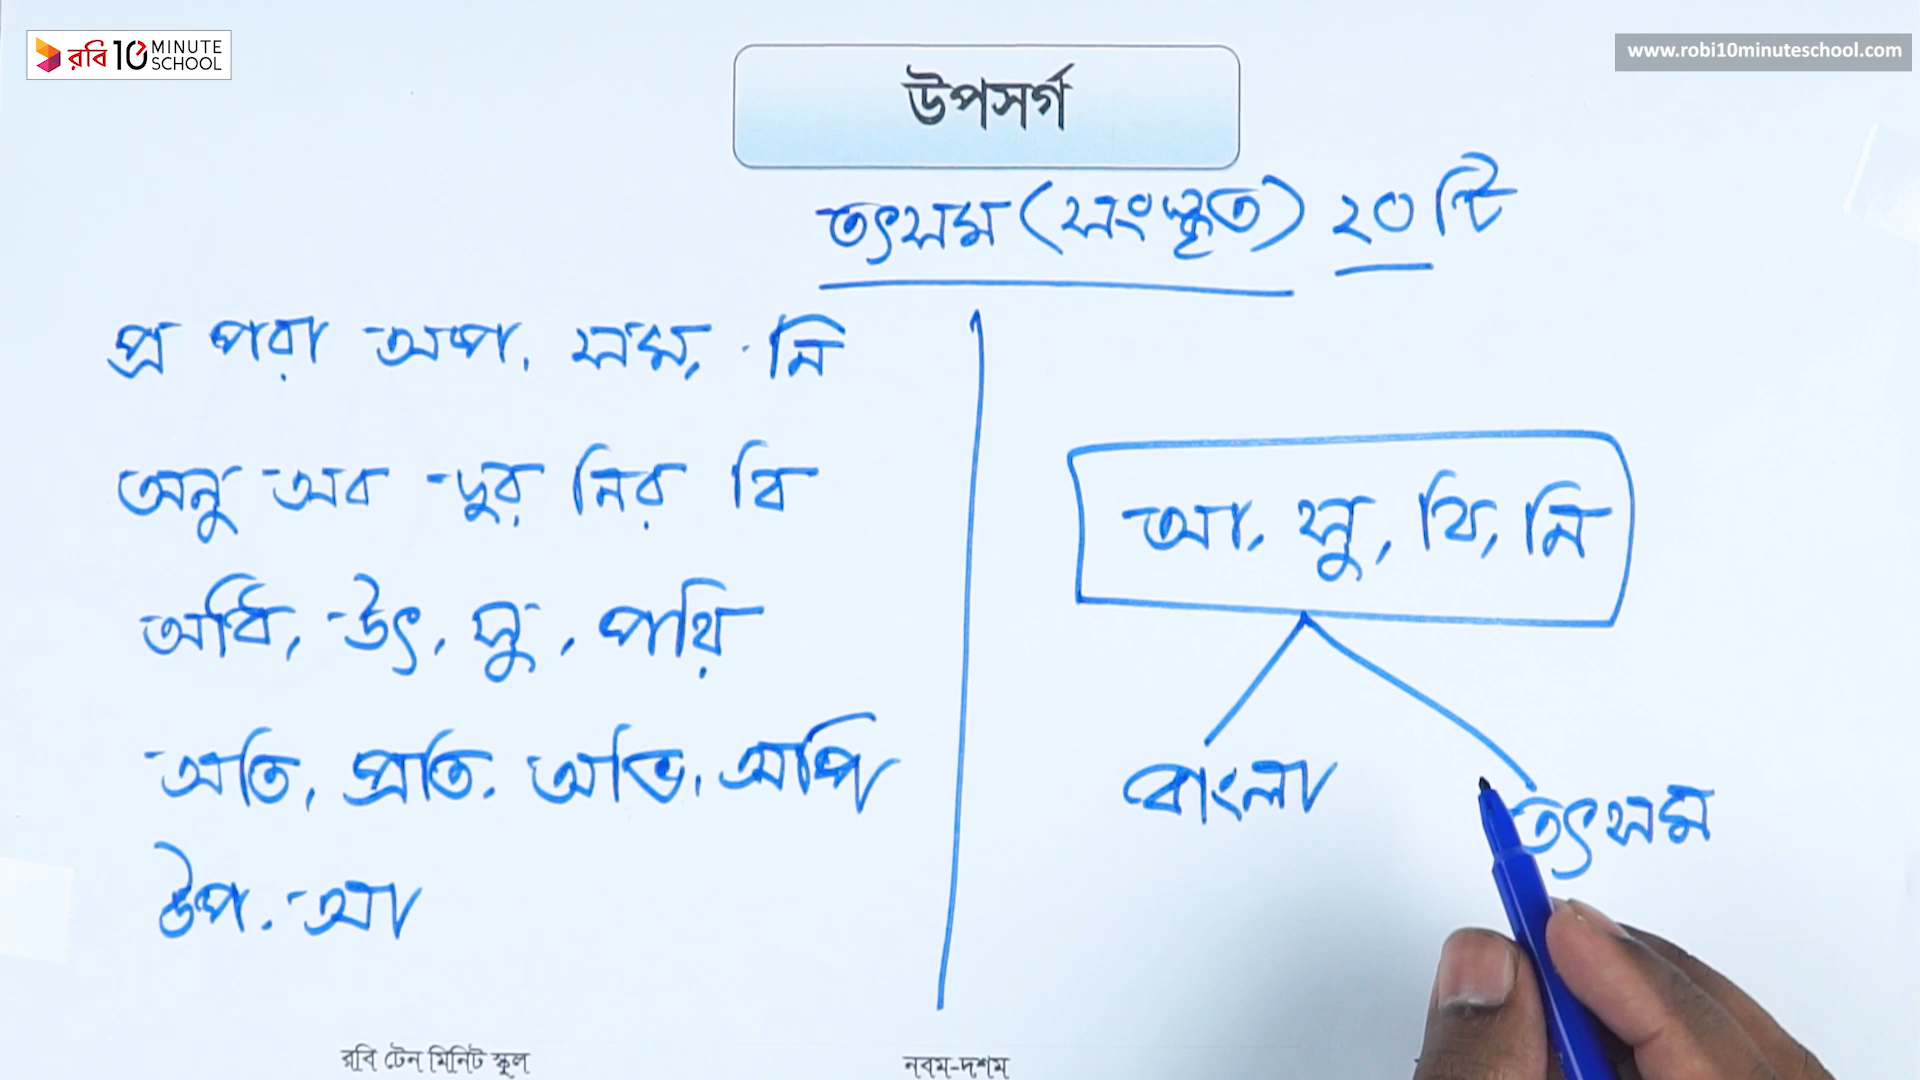 রবি 10 MINUTE SCHOOL
www.robi10minuteschool.com
উপসর্গ
তৎসম (সংস্কৃত) ২০টি
প্র পরা অপ, সম, নি
অনু অব দুর নির বি
অধি, উৎ, সু, পরি
অতি, প্রতি, অভি, অপি
উপ, আ
আ, সু, বি, নি
বাংলা
তৎসম
রবি টেন মিনিট স্কুল
নবম-দশম